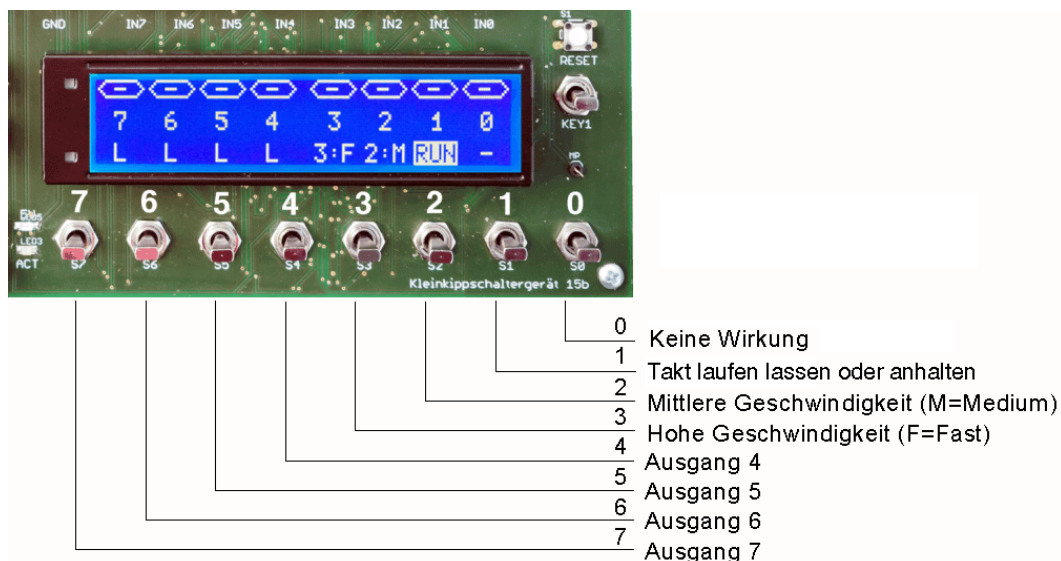 GND IN7 IN6 IN5 IN4 IN3 IN2 IN1 IN0
S1
RESET
7 6 5 4 3 2 1 0
KEY1
L L L L 3:F 2:M RUN -
MP
7 6 5 4 3 2 1 0
LED3
ACT
S7 S6 S5 S4 S3 S2 S1 S0
Kleinkippschaltergerät 15b
0 Keine Wirkung
1 Takt laufen lassen oder anhalten
2 Mittlere Geschwindigkeit (M=Medium)
3 Hohe Geschwindigkeit (F=Fast)
4 Ausgang 4
5 Ausgang 5
6 Ausgang 6
7 Ausgang 7